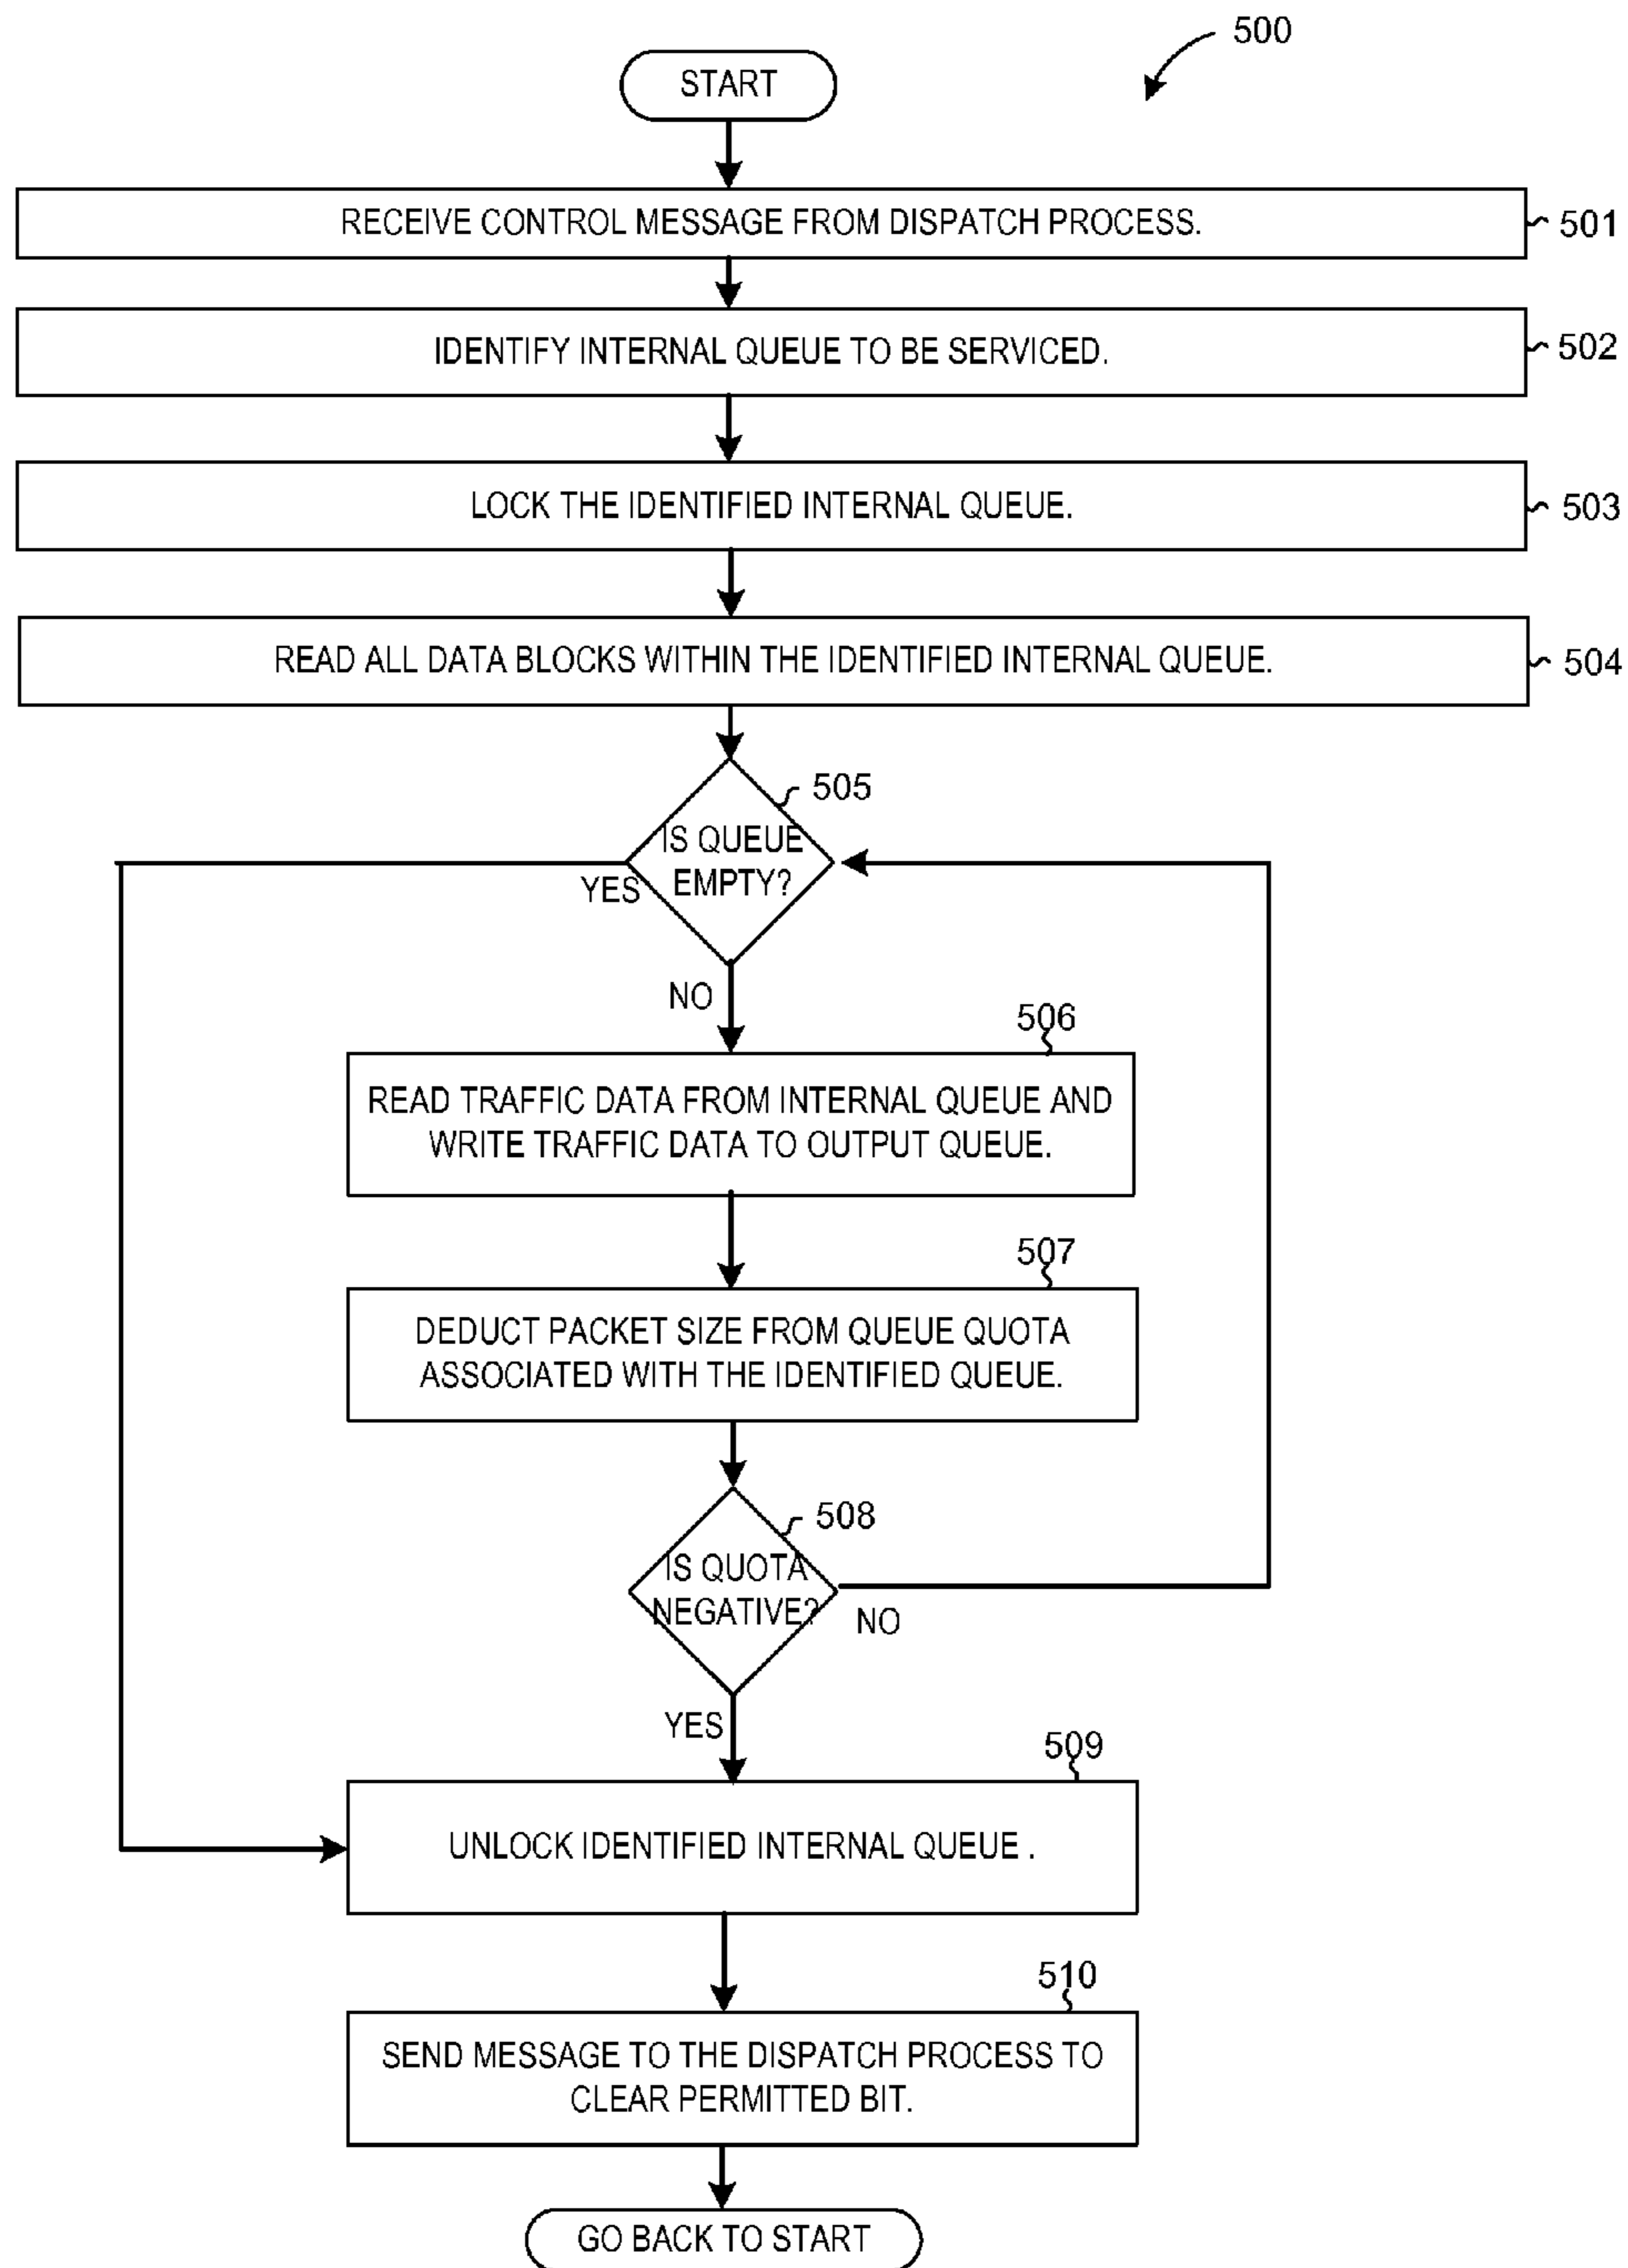 500
START
RECEIVE CONTROL MESSAGE FROM DISPATCH PROCESS.
501
IDENTIFY INTERNAL QUEUE TO BE SERVICED.
502
LOCK THE IDENTIFIED INTERNAL QUEUE.
503
READ ALL DATA BLOCKS WITHIN THE IDENTIFIED INTERNAL QUEUE.
504
505
IS QUEUE
EMPTY?
YES
NO
506
READ TRAFFIC DATA FROM INTERNAL QUEUE AND
WRITE TRAFFIC DATA TO OUTPUT QUEUE.
507
DEDUCT PACKET SIZE FROM QUEUE QUOTA
ASSOCIATED WITH THE IDENTIFIED QUEUE.
508
IS QUOTA
NEGATIVE?
NO
YES
509
UNLOCK IDENTIFIED INTERNAL QUEUE .
510
SEND MESSAGE TO THE DISPATCH PROCESS TO
CLEAR PERMITTED BIT.
GO BACK TO START